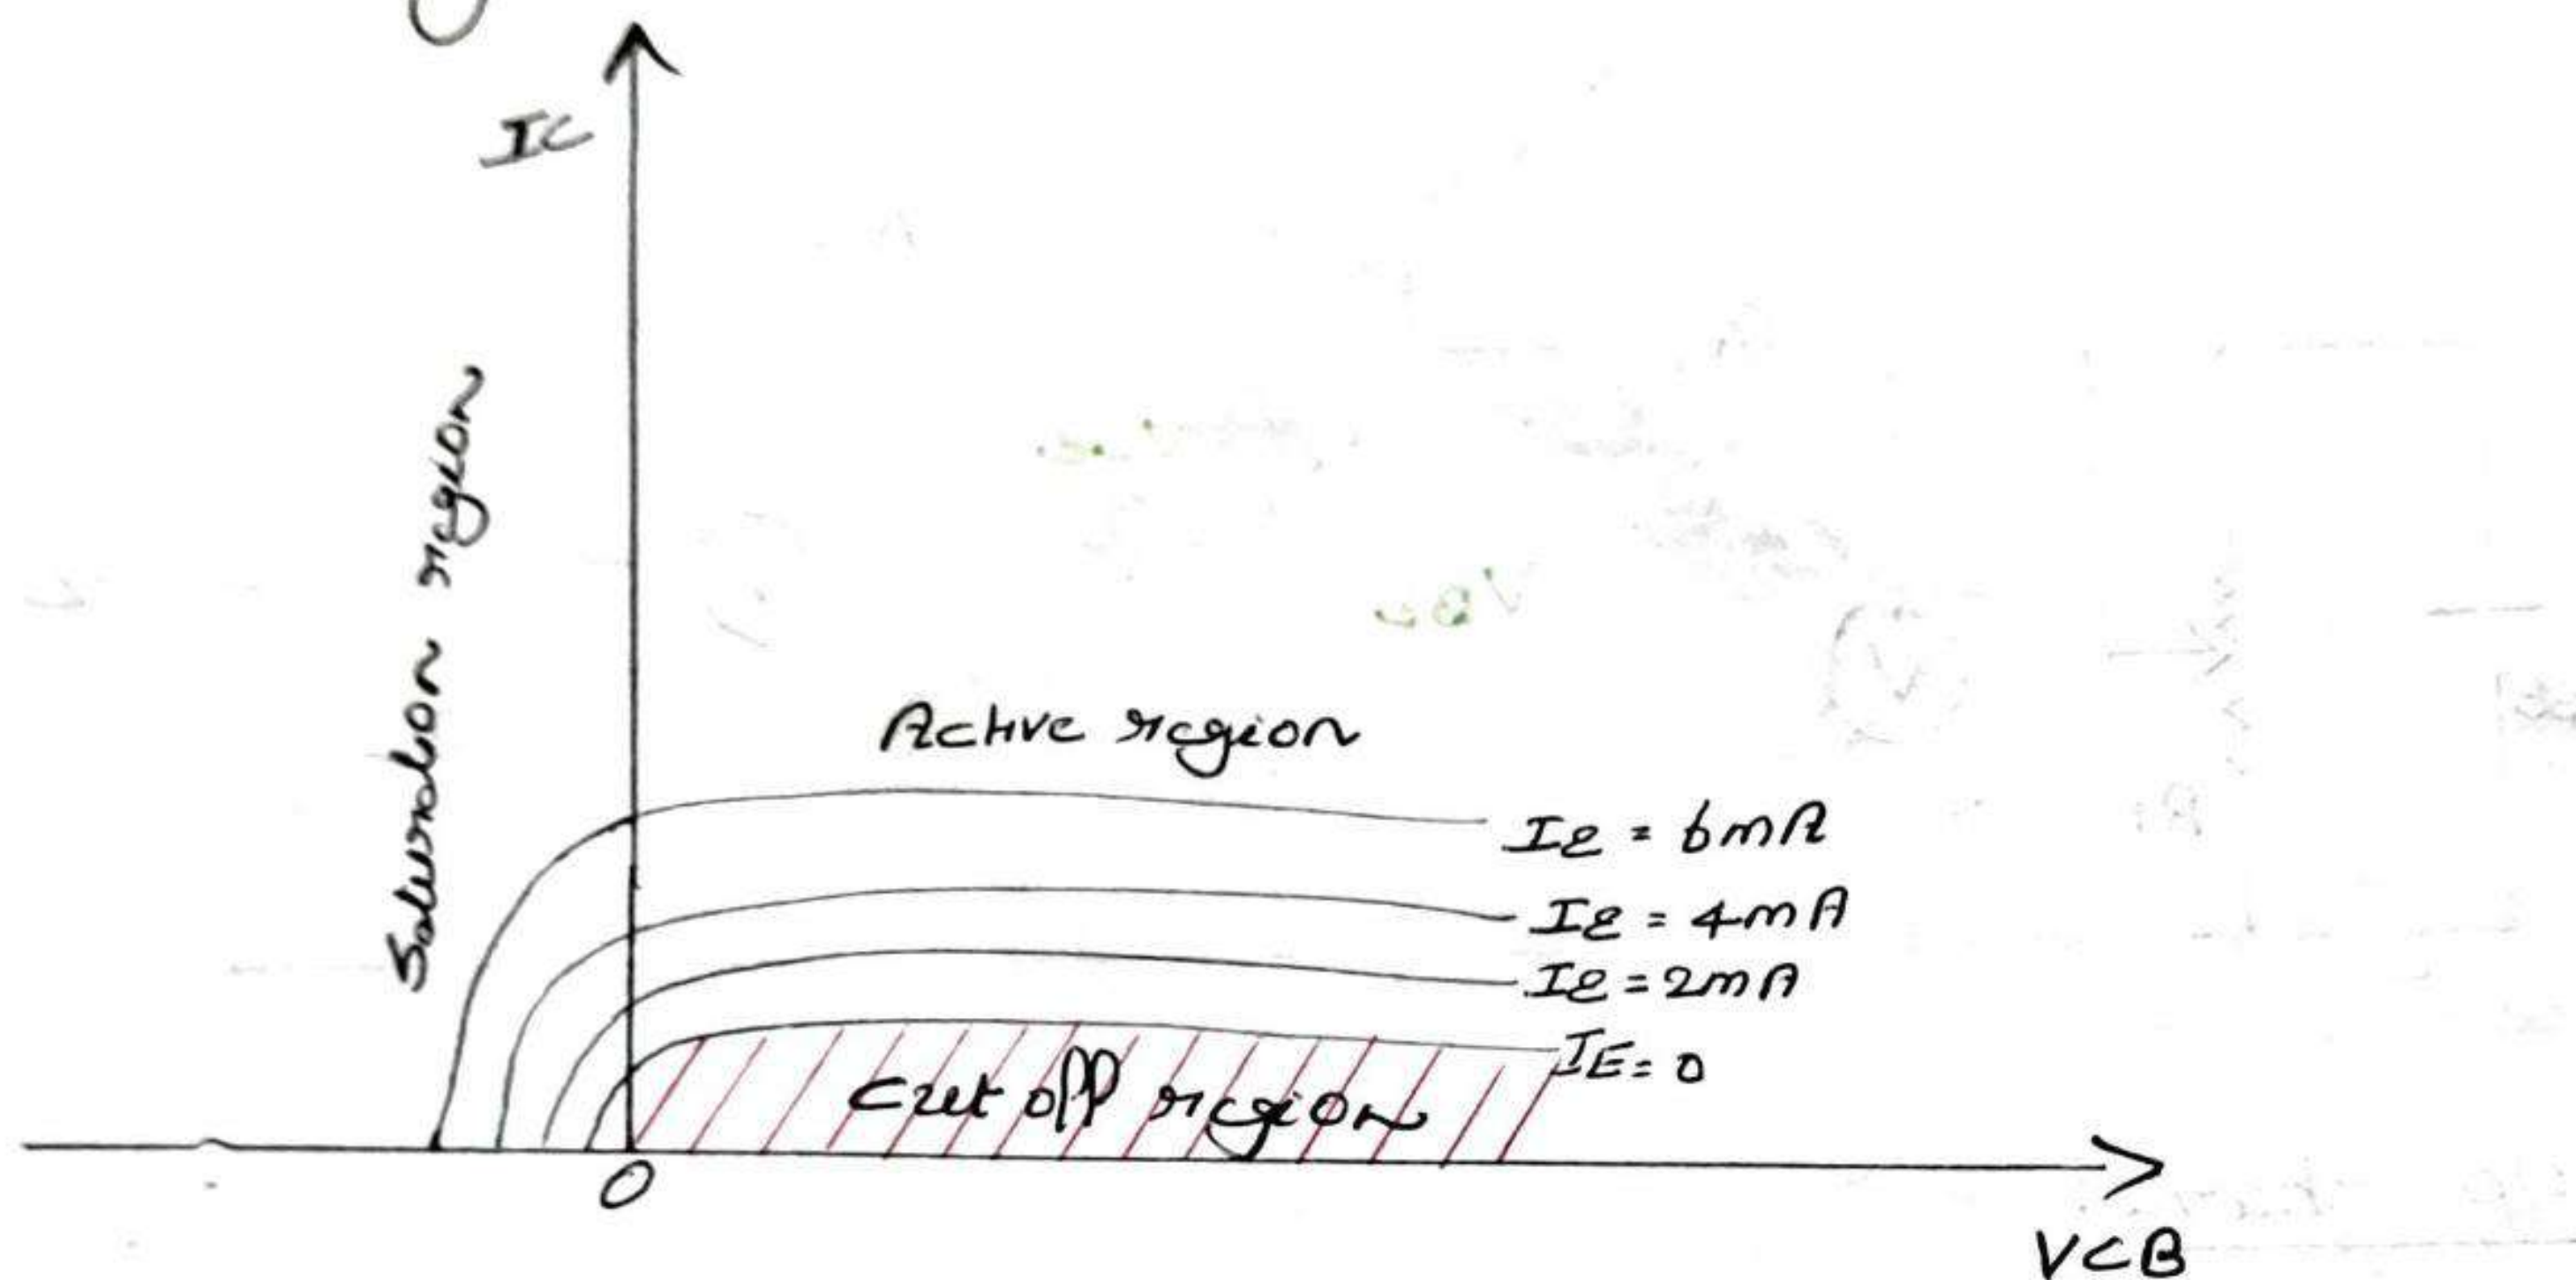 IC
Saturation region
Active region
IE = 6mA
IE = 4mA
IE = 2mA
IE = 0
Cut off region
0
VCB